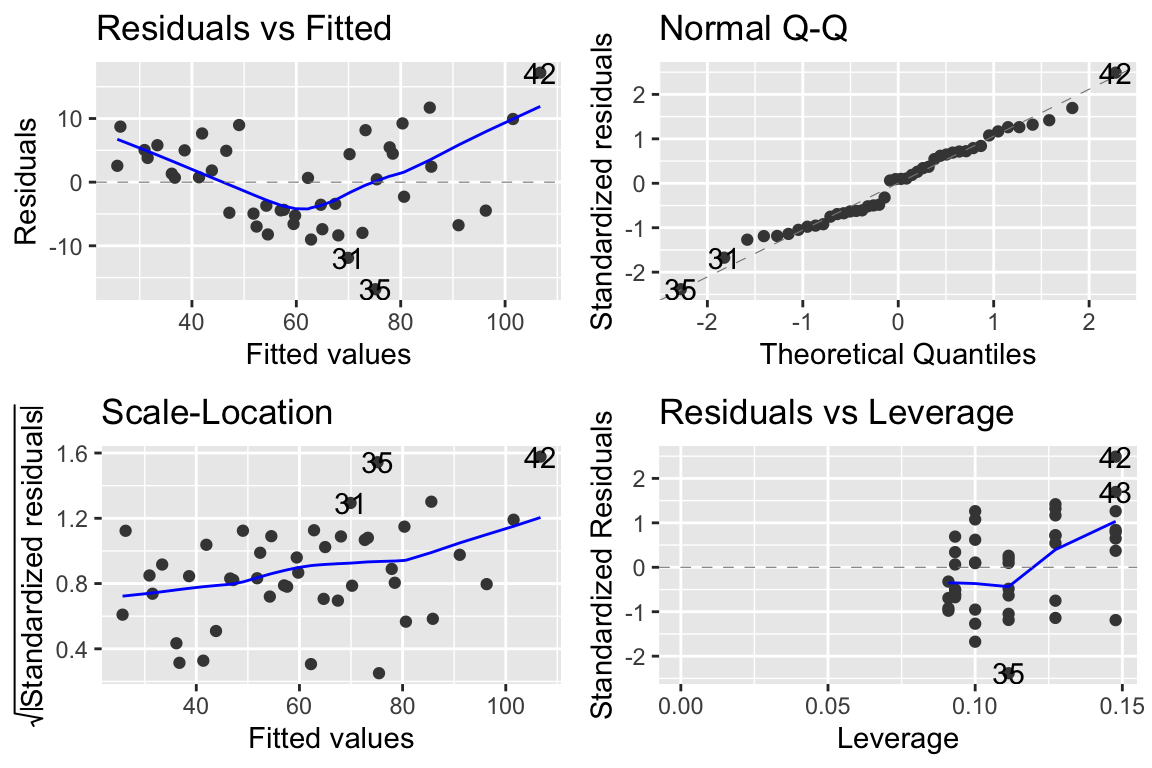 Residuals vs Fitted
Residuals
10
0
-10
42
31
35
40 60 80 100
Fitted values
Normal Q-Q
Standardized residuals
2
1
0
-1
-2
42
31
35
-2 -1 0 1 2
Theoretical Quantiles
Scale-Location
√|Standardized residuals|
1.6
1.2
0.8
0.4
35
42
31
40 60 80 100
Fitted values
Residuals vs Leverage
Standardized Residuals
2
1
0
-1
-2
42
43
35
0.00 0.05 0.10 0.15
Leverage